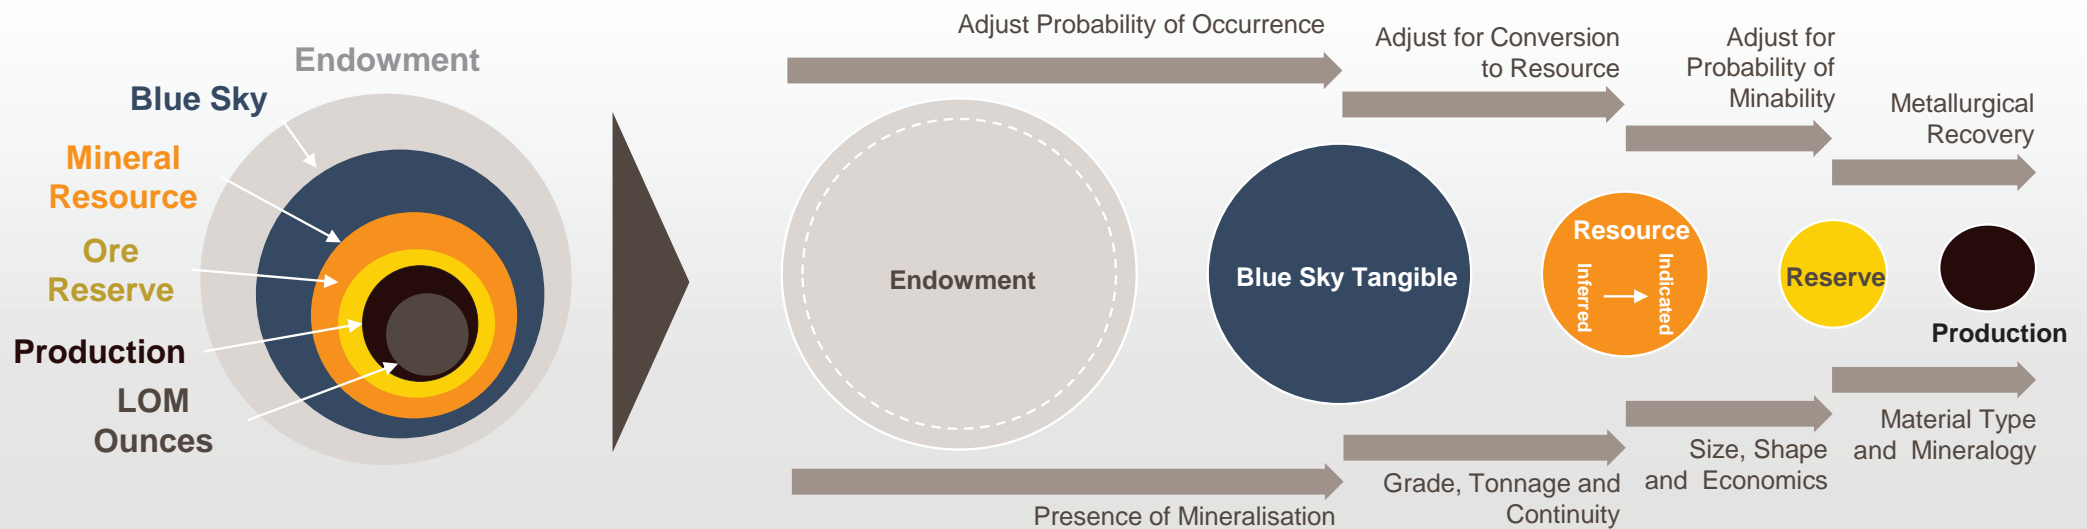 Endowment
Blue Sky
Mineral
Resource
Ore
Reserve
Production
LOM
Ounces
Adjust Probability of Occurrence
Adjust for Conversion
to Resource
Adjust for
Probability of
Minability
Metallurgical
Recovery
Endowment
Blue Sky Tangible
Resource
Inferred
Indicated
Reserve
Production
Presence of Mineralisation
Grade, Tonnage and
Continuity
Size, Shape
and Economics
Material Type
and Mineralogy